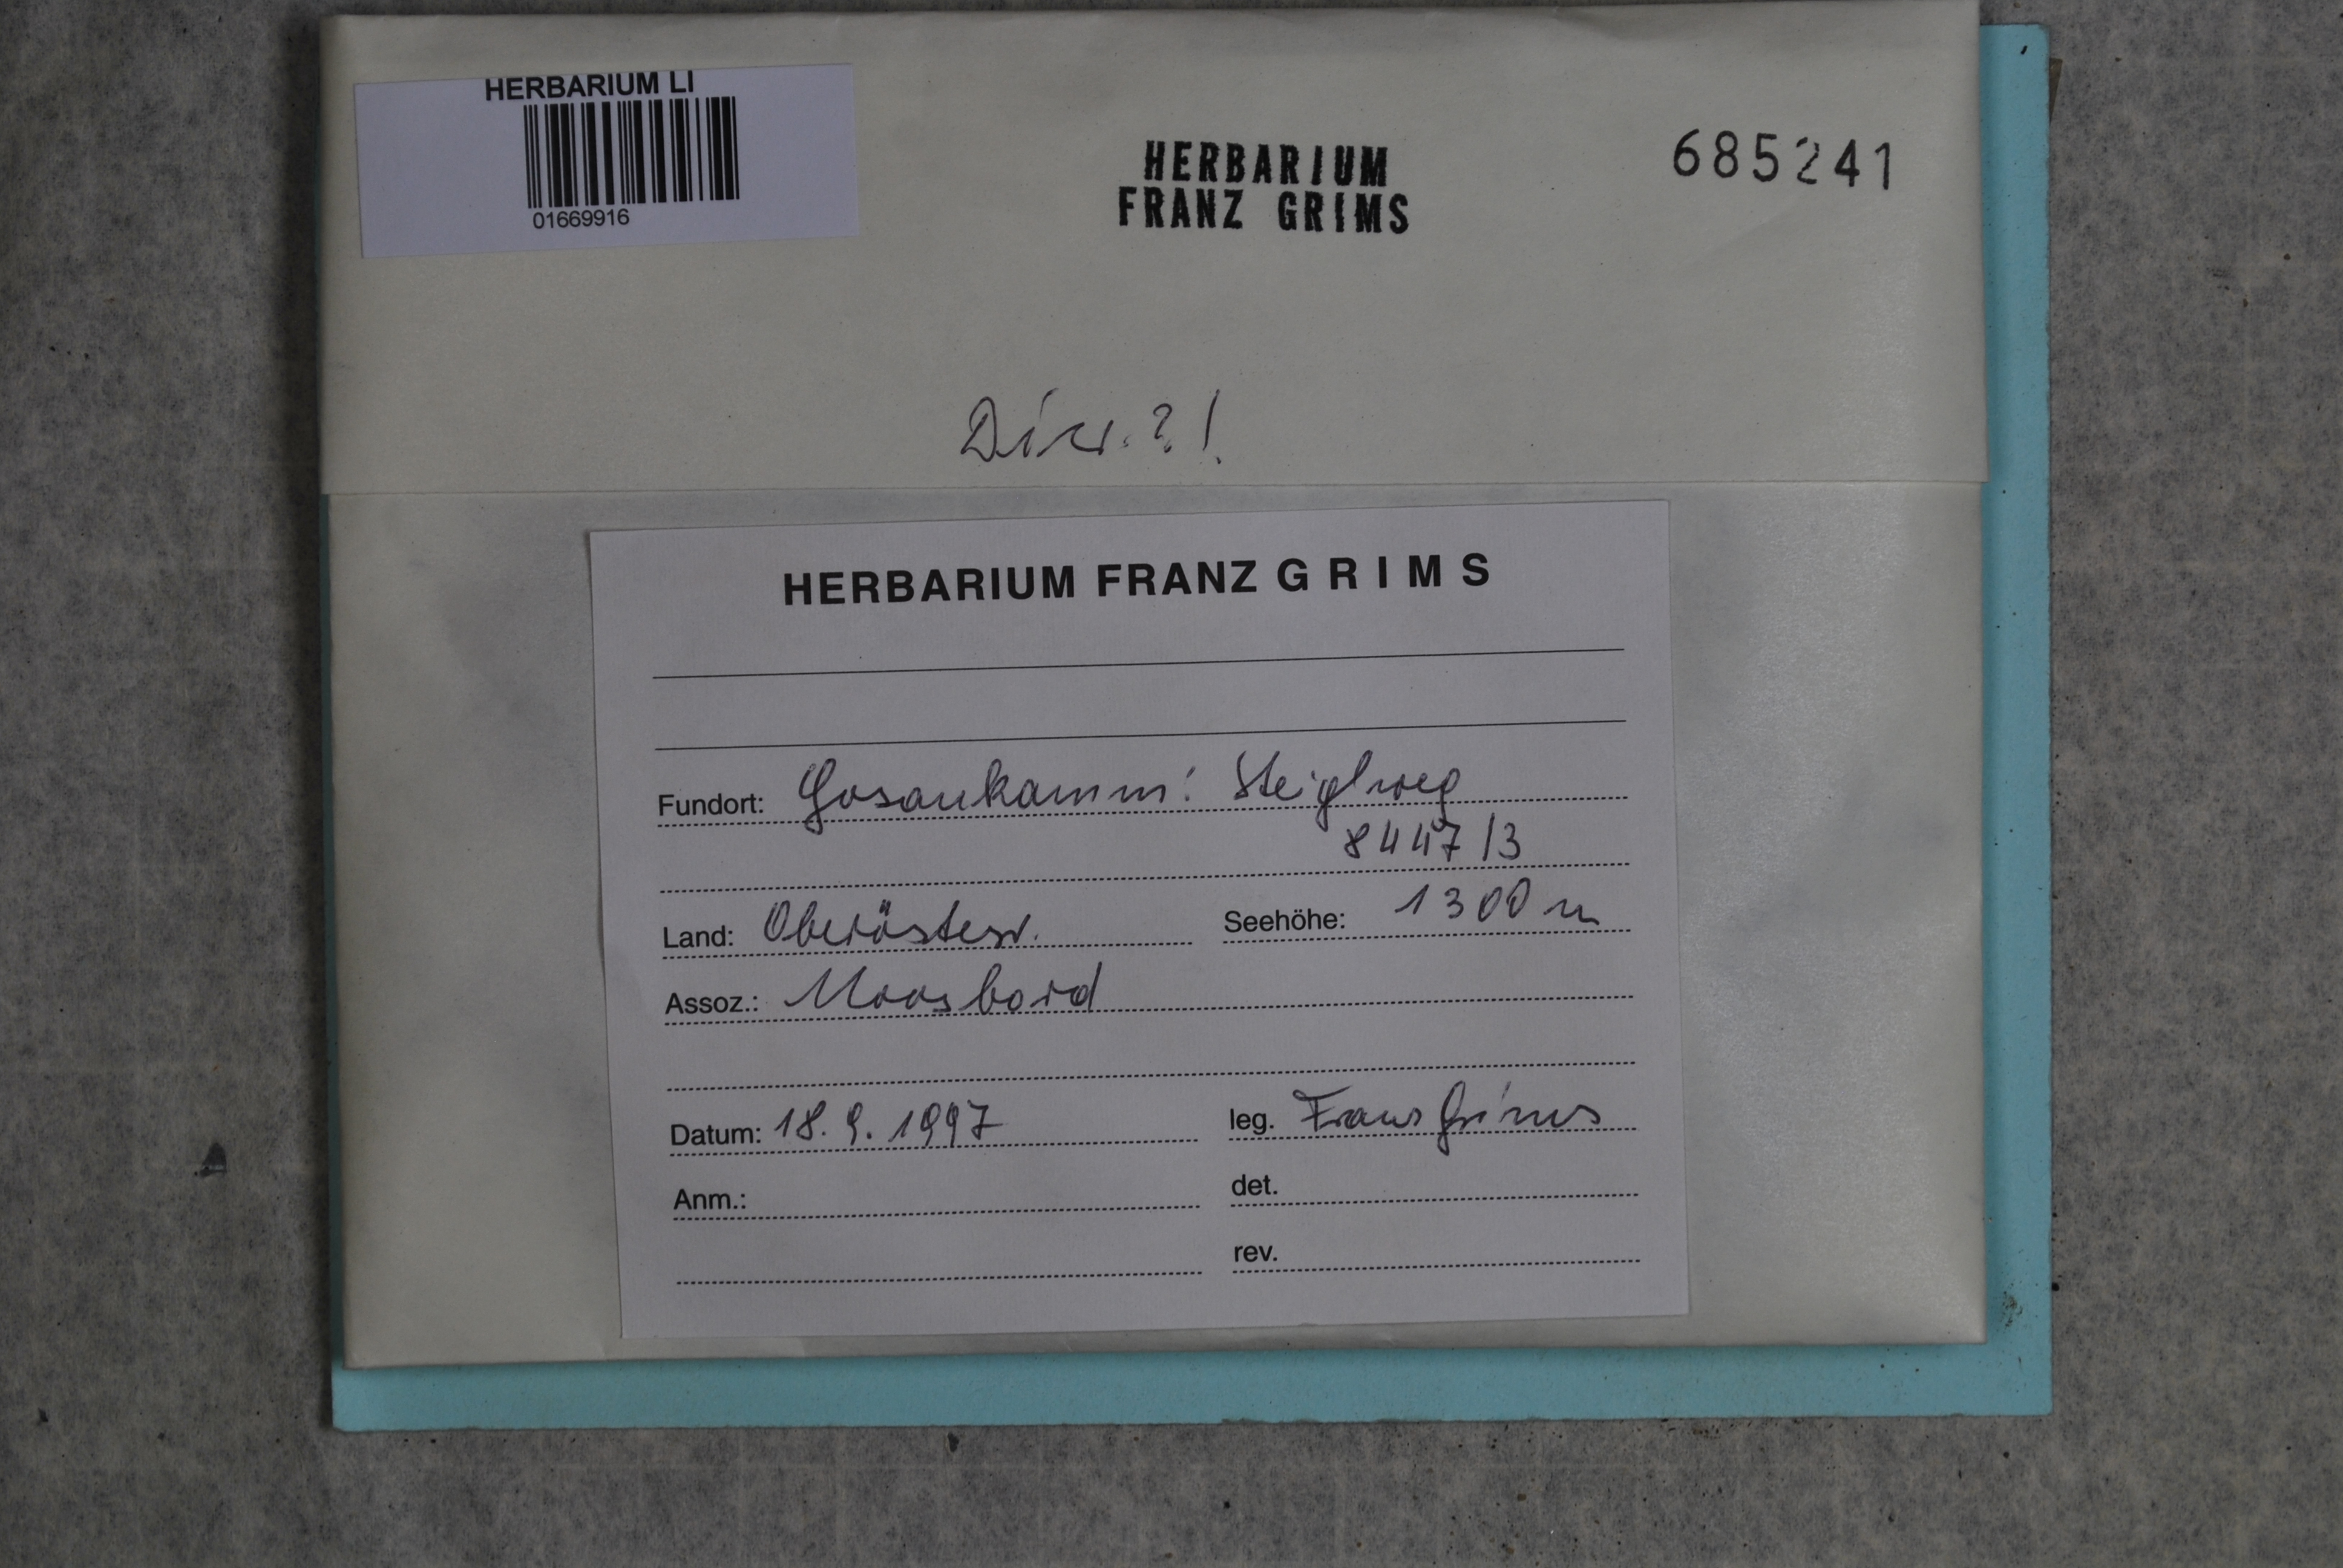 HERBARIUM LI
01669916
HERBARIUM
FRANZ GRIMS
685241
Dicr.?!
HERBARIUM FRANZ GRIMS
Fundort: Gosaukamm: Steiglweg
8447/3
Land: Oberösterr. Seehöhe: 1300 m
Assoz.: Moosbord
Datum: 18.9.1997 leg. Franz Grims
Anm.: det.
rev.